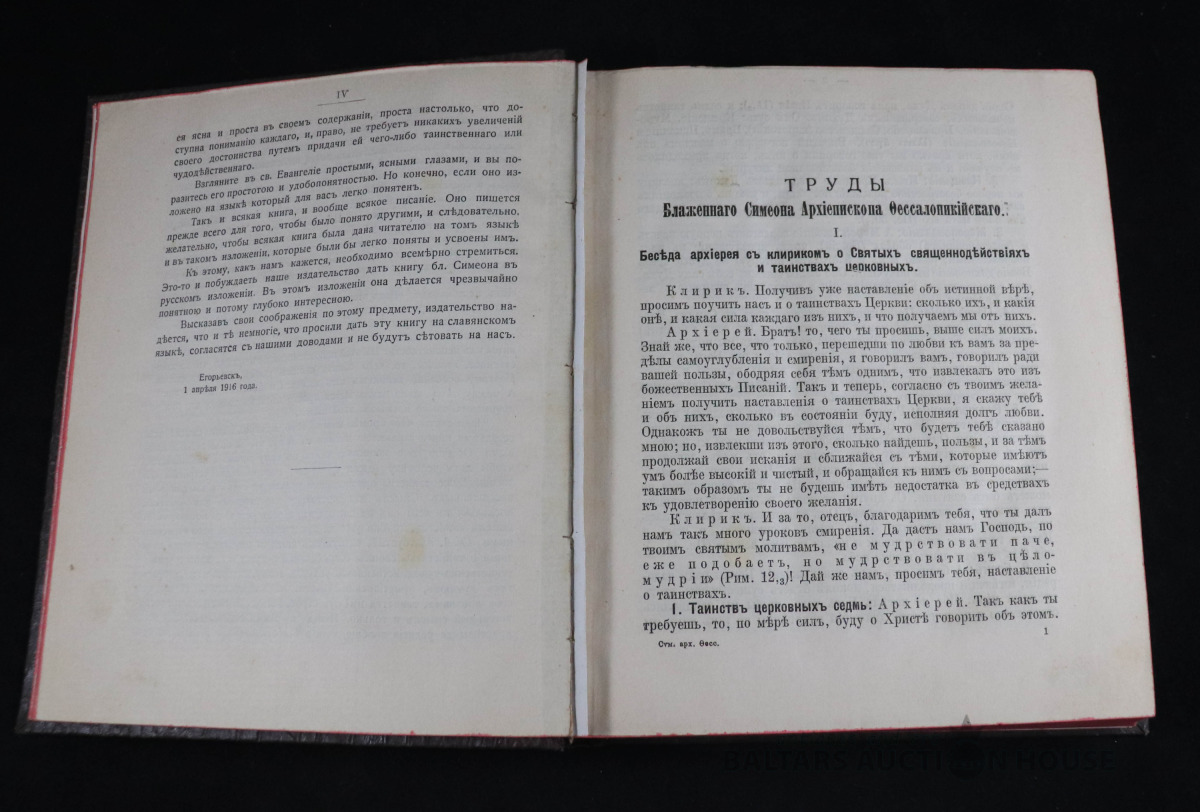 IV
ея ясна и проста въ своемъ содержаніи, проста настолько, что до-
ступна пониманію каждаго, и, право, не требуетъ никакихъ увеличеній
своего достоинства путемъ придачи ей чего-либо таинственнаго или
чудодѣйственнаго.
Взгляните въ св. Евангеліе простыми, ясными глазами, и вы по-
разитесь его простотою и удобопонятностью. Но конечно, если оно из-
ложено на языкѣ который для васъ легко понятенъ.
Такъ и всякая книга, и вообще всякое писаніе. Оно пишется
прежде всего для того, чтобы было понято другими, и слѣдовательно.
желательно, чтобы всякая книга была дана читателю на томъ языкѣ
и въ такомъ изложеніи, которые были бы легко поняты и усвоены имъ.
Къ этому, какъ намъ кажется, необходимо всемѣрно стремиться.
Это-то и побуждаетъ наше издательство дать книгу бл. Симеона въ
русскомъ изложеніи. Въ этомъ изложеніи она дѣлается чрезвычайно
понятною и потому глубоко интересною.
Высказавъ свои соображенія по этому предмету, издательство на-
дѣется, что и тѣ немногіе, что просили дать эту книгу на славянскомъ
языкѣ, согласятся съ нашими доводами и не будутъ сѣтовать на насъ.
Егорьевскъ,
1 апрѣля 1916 года.
ТРУДЫ
Блаженнаго Симеона Архіепископа Ѳессалоникійскаго.
I.
Бесѣда архіерея съ клирикомъ о Святыхъ священнодѣйствіяхъ
и таинствахъ церковныхъ.
Клирикъ. Получивъ уже наставленіе объ истинной вѣрѣ,
просимъ поучить насъ и о таинствахъ Церкви: сколько ихъ, и какія
онѣ, и какая сила каждаго изъ нихъ, и что получаемъ мы отъ нихъ.
Архіерей. Братъ! то, чего ты просишь, выше силъ моихъ.
Знай же, что все, что только, перешедши по любви къ вамъ за пре-
дѣлы самоуглубленія и смиренія, я говорилъ вамъ, говорилъ ради
вашей пользы, ободряя себя тѣмъ однимъ, что извлекалъ это изъ
божественныхъ Писаній. Такъ и теперь, согласно съ твоимъ жела-
ніемъ получить наставленія о таинствахъ Церкви, я скажу тебѣ
и объ нихъ, сколько въ состояніи буду, исполняя долгъ любви.
Однакожъ ты не довольствуйся тѣмъ, что будетъ тебѣ сказано
мною; но, извлекши изъ этого, сколько найдешь, пользы, и за тѣмъ
продолжай свои исканія и сближайся съ тѣми, которые имѣютъ
умъ болѣе высокій и чистый, и обращайся къ нимъ съ вопросами;—
такимъ образомъ ты не будешь имѣть недостатка въ средствахъ
къ удовлетворенію своего желанія.
Клирикъ. И за то, отецъ, благодаримъ тебя, что ты далъ
намъ такъ много уроковъ смиренія. Да дастъ намъ Господь, по
твоимъ святымъ молитвамъ, «не мудрствовати паче,
еже подобаетъ, но мудрствовати въ цѣло-
мудріи» (Рим. 12,3)! Дай же намъ, просимъ тебя, наставленіе
о таинствахъ.
I. Таинствъ церковныхъ седмь: Архіерей. Такъ какъ ты
требуешь, то, по мѣрѣ силъ, буду о Христѣ говорить объ этомъ.
Сим. арх. Ѳесс.
1
BALTARS AUCTION HOUSE